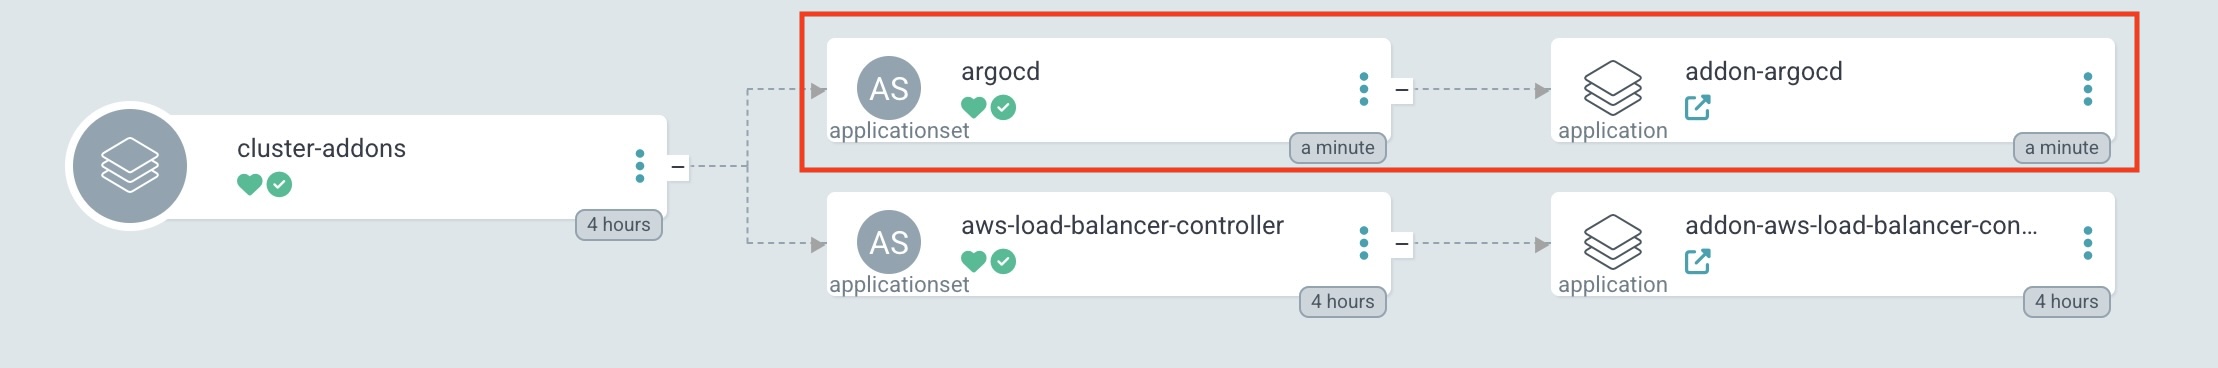 cluster-addons
4 hours
AS
argocd
applicationset
a minute
addon-argocd
application
a minute
AS
aws-load-balancer-controller
applicationset
4 hours
addon-aws-load-balancer-con...
application
4 hours